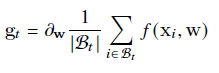 g_t = ∂_w 1/|ℬ_t| ∑_{i∈ℬ_t} f(x_i, w)